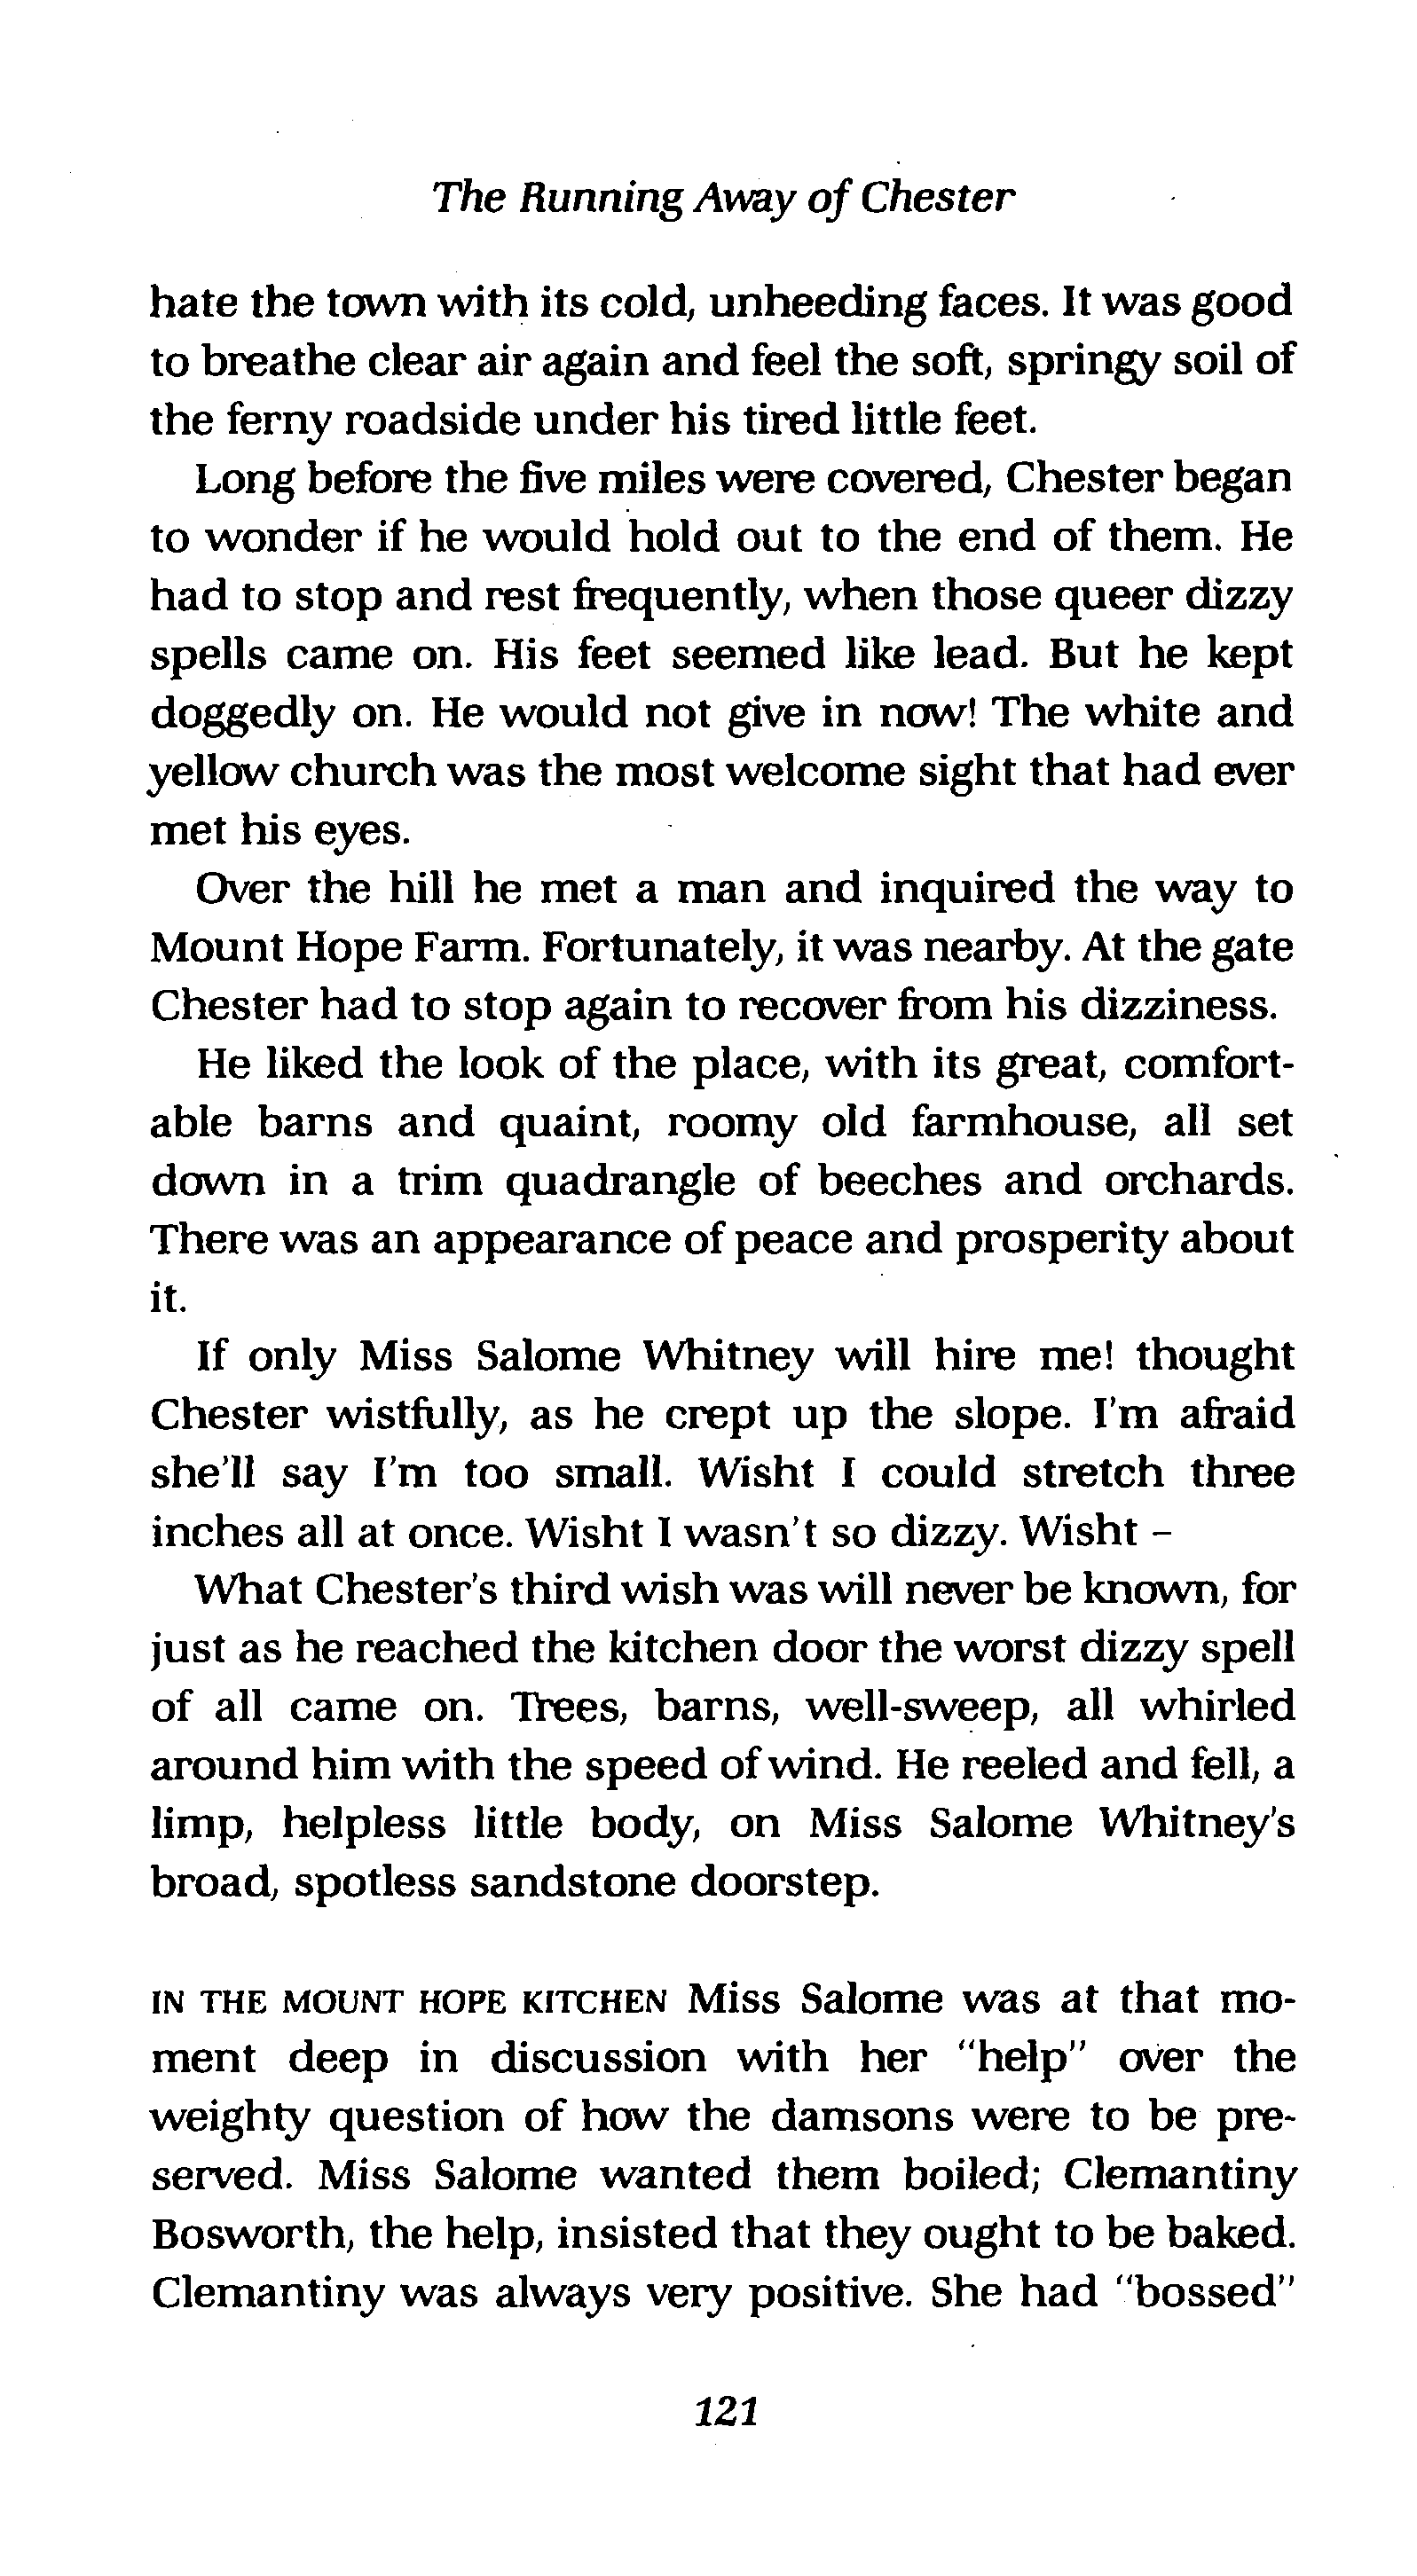 The Running Away of Chester
hate the town with its cold, unheeding faces. It was good
to breathe clear air again and feel the soft, springy soil of
the ferny roadside under his tired little feet.
Long before the five miles were covered, Chester began
to wonder if he would hold out to the end of them. He
had to stop and rest frequently, when those queer dizzy
spells came on. His feet seemed like lead. But he kept
doggedly on. He would not give in now! The white and
yellow church was the most welcome sight that had ever
met his eyes.
Over the hill he met a man and inquired the way to
Mount Hope Farm. Fortunately, it was nearby. At the gate
Chester had to stop again to recover from his dizziness.
He liked the look of the place, with its great, comfort-
able barns and quaint, roomy old farmhouse, all set
down in a trim quadrangle of beeches and orchards.
There was an appearance of peace and prosperity about
it.
If only Miss Salome Whitney will hire me! thought
Chester wistfully, as he crept up the slope. I'm afraid
she'll say I'm too small. Wisht I could stretch three
inches all at once. Wisht I wasn't so dizzy. Wisht –
What Chester's third wish was will never be known, for
just as he reached the kitchen door the worst dizzy spell
of all came on. Trees, barns, well-sweep, all whirled
around him with the speed of wind. He reeled and fell, a
limp, helpless little body, on Miss Salome Whitney's
broad, spotless sandstone doorstep.
IN THE MOUNT HOPE KITCHEN Miss Salome was at that mo-
ment deep in discussion with her "help" over the
weighty question of how the damsons were to be pre-
served. Miss Salome wanted them boiled; Clemantiny
Bosworth, the help, insisted that they ought to be baked.
Clemantiny was always very positive. She had "bossed"
121